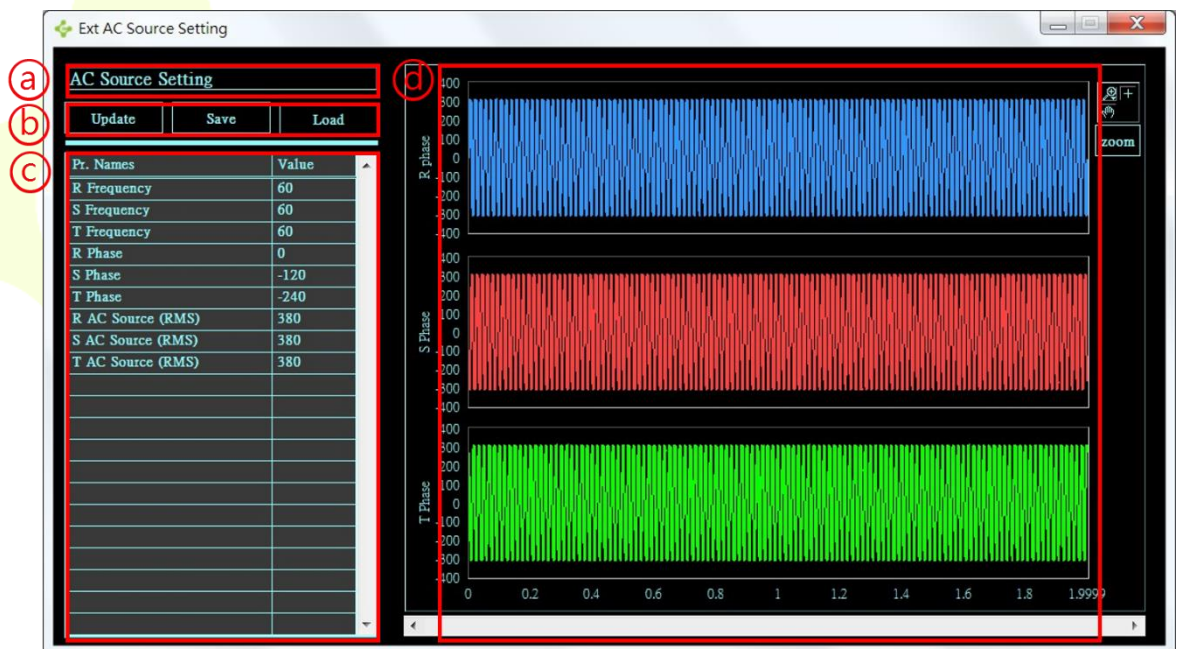 Ext AC Source Setting
a
AC Source Setting
b
Update Save Load
c
Pr. Names Value
R Frequency 60
S Frequency 60
T Frequency 60
R Phase 0
S Phase -120
T Phase -240
R AC Source (RMS) 380
S AC Source (RMS) 380
T AC Source (RMS) 380
d
zoom
R phase
400
300
200
100
0
-100
-200
-300
-400
S Phase
400
300
200
100
0
-100
-200
-300
-400
T Phase
400
300
200
100
0
-100
-200
-300
-400
0 0.2 0.4 0.6 0.8 1 1.2 1.4 1.6 1.8 1.9999